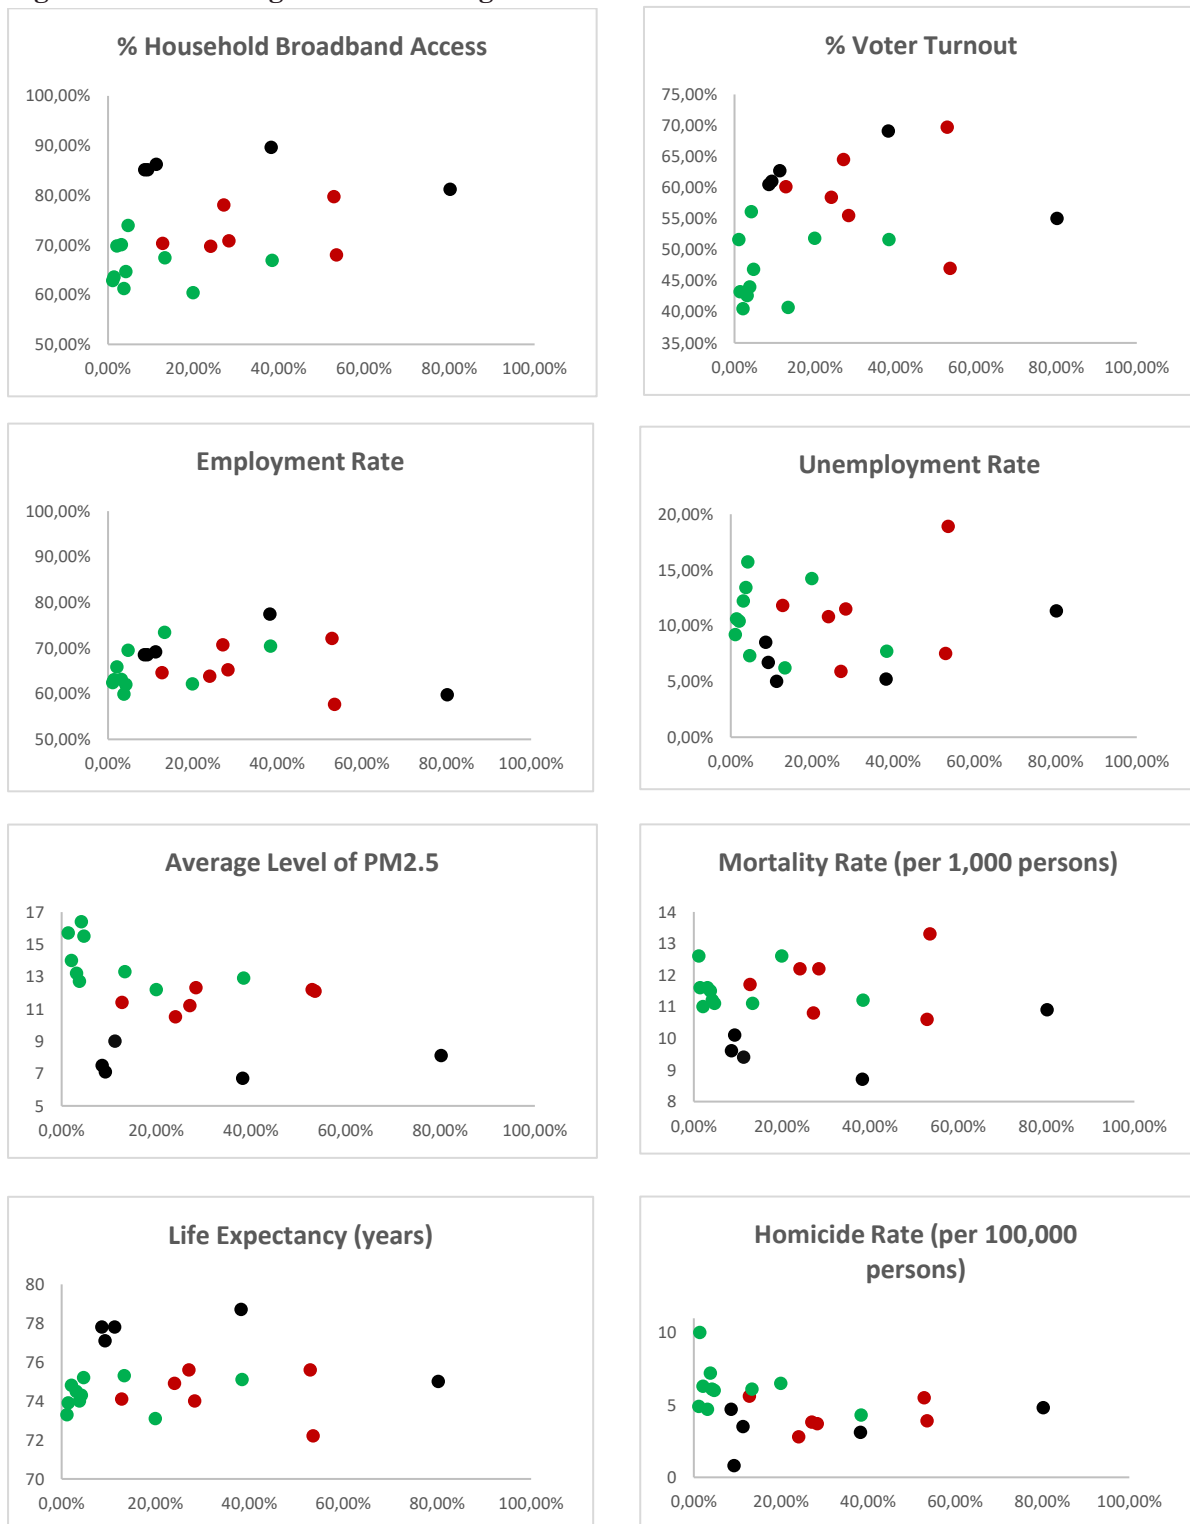 % Household Broadband Access
100,00%
90,00%
80,00%
70,00%
60,00%
50,00%
0,00% 20,00% 40,00% 60,00% 80,00% 100,00%
% Voter Turnout
75,00%
70,00%
65,00%
60,00%
55,00%
50,00%
45,00%
40,00%
35,00%
0,00% 20,00% 40,00% 60,00% 80,00% 100,00%
Employment Rate
100,00%
90,00%
80,00%
70,00%
60,00%
50,00%
0,00% 20,00% 40,00% 60,00% 80,00% 100,00%
Unemployment Rate
20,00%
15,00%
10,00%
5,00%
0,00%
0,00% 20,00% 40,00% 60,00% 80,00% 100,00%
Average Level of PM2.5
17
15
13
11
9
7
5
0,00% 20,00% 40,00% 60,00% 80,00% 100,00%
Mortality Rate (per 1,000 persons)
14
13
12
11
10
9
8
0,00% 20,00% 40,00% 60,00% 80,00% 100,00%
Life Expectancy (years)
80
78
76
74
72
70
0,00% 20,00% 40,00% 60,00% 80,00% 100,00%
Homicide Rate (per 100,000
persons)
10
5
0
0,00% 20,00% 40,00% 60,00% 80,00% 100,00%